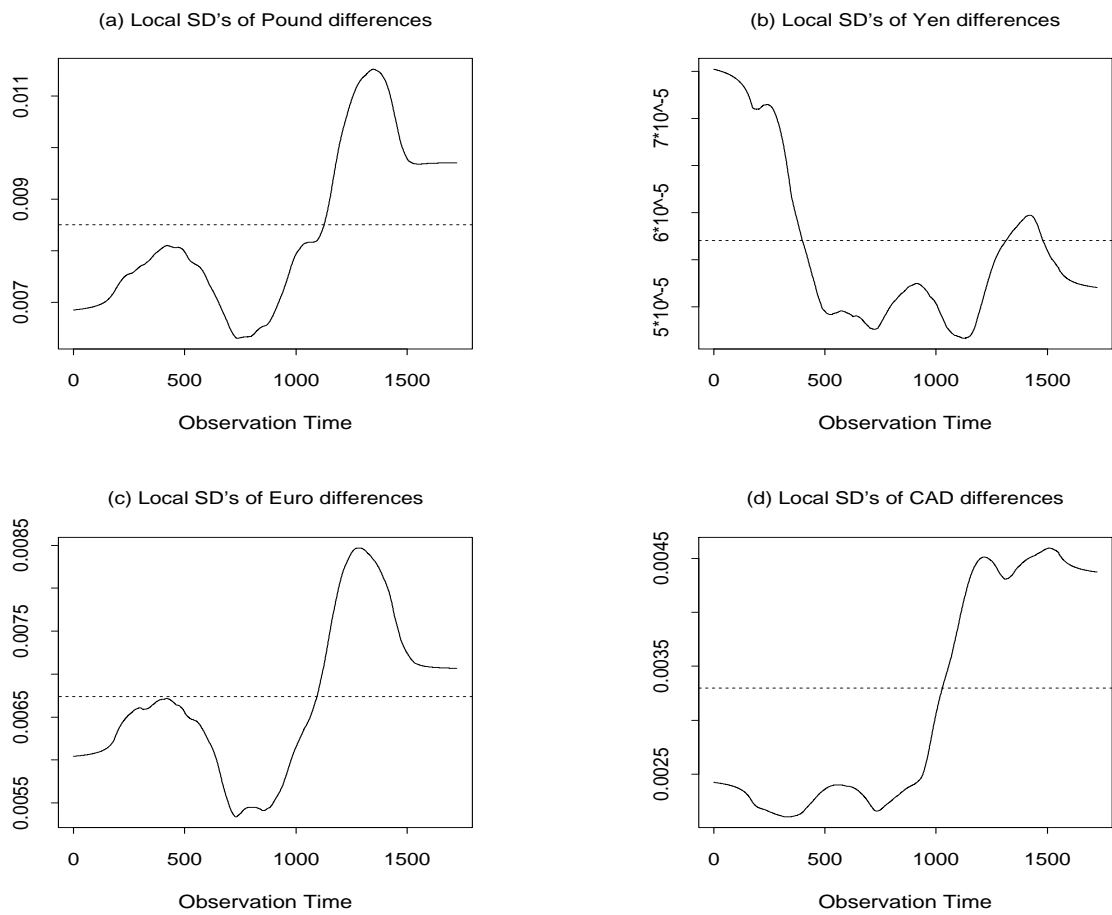 (a) Local SD's of Pound differences
0.011
0.009
0.007
0 500 1000 1500
Observation Time
(b) Local SD's of Yen differences
7*10^-5
6*10^-5
5*10^-5
0 500 1000 1500
Observation Time
(c) Local SD's of Euro differences
0.0085
0.0075
0.0065
0.0055
0 500 1000 1500
Observation Time
(d) Local SD's of CAD differences
0.0045
0.0035
0.0025
0 500 1000 1500
Observation Time